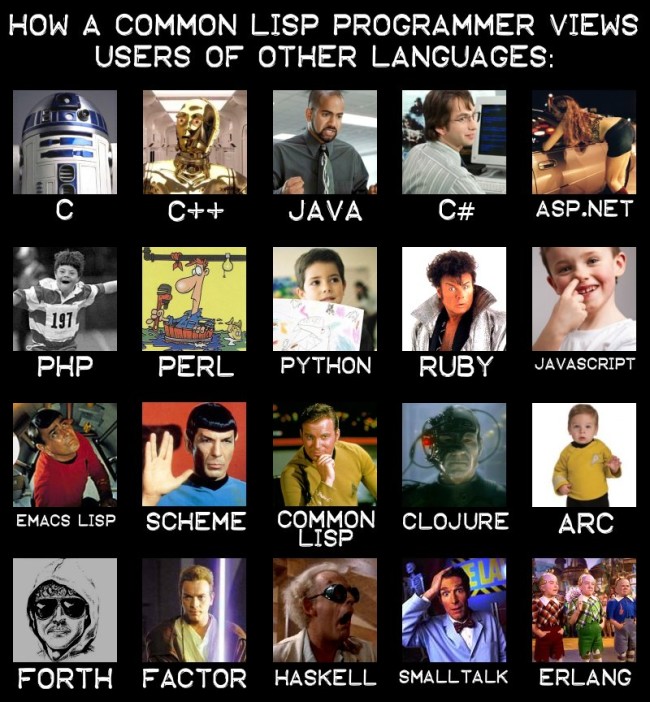 HOW A COMMON LISP PROGRAMMER VIEWS
USERS OF OTHER LANGUAGES:
C
C++
JAVA
C#
ASP.NET
197
PHP
PERL
PYTHON
RUBY
JAVASCRIPT
EMACS LISP
SCHEME
COMMON
LISP
CLOJURE
ARC
FORTH
FACTOR
HASKELL
SMALLTALK
ERLANG